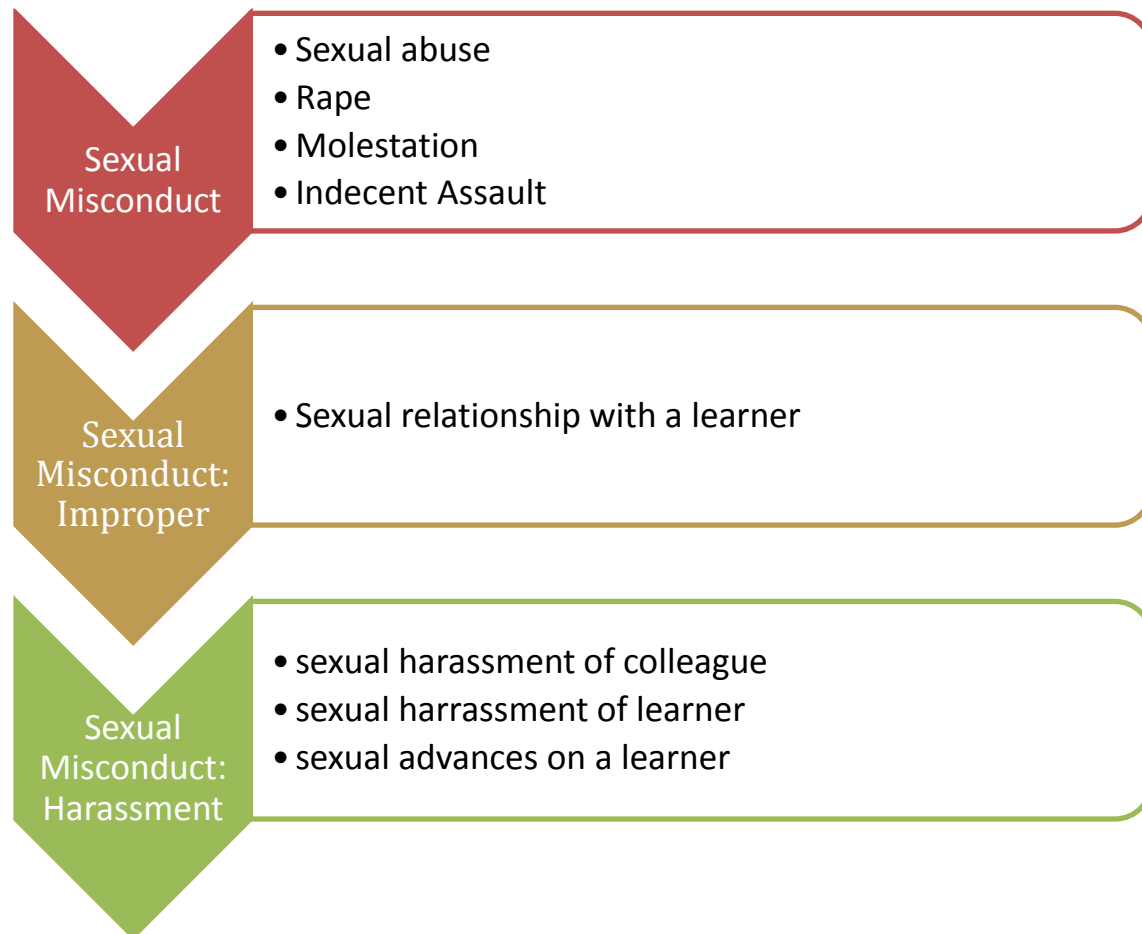 Sexual
Misconduct
• Sexual abuse
• Rape
• Molestation
• Indecent Assault
Sexual
Misconduct:
Improper
• Sexual relationship with a learner
Sexual
Misconduct:
Harassment
• sexual harassment of colleague
• sexual harrassment of learner
• sexual advances on a learner